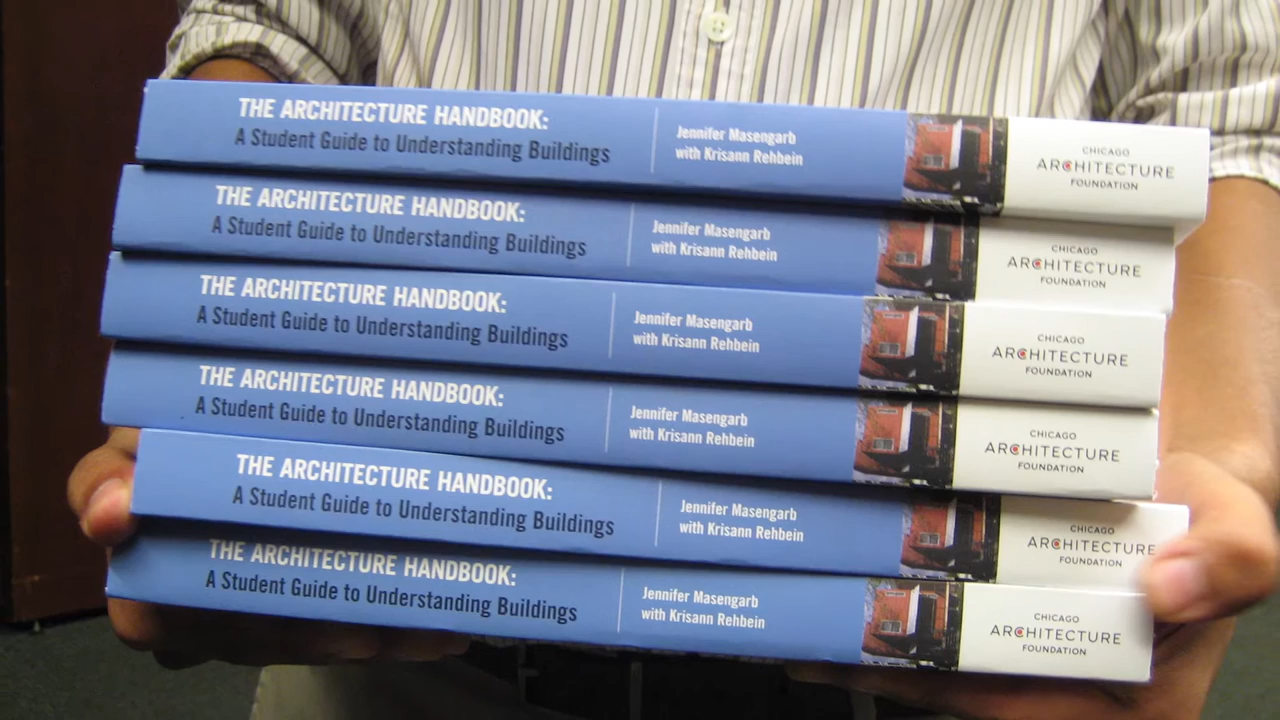 THE ARCHITECTURE HANDBOOK:
A Student Guide to Understanding Buildings
Jennifer Masengarb
with Krisann Rehbein
CHICAGO
ARCHITECTURE
FOUNDATION
THE ARCHITECTURE HANDBOOK:
A Student Guide to Understanding Buildings
Jennifer Masengarb
with Krisann Rehbein
CHICAGO
ARCHITECTURE
FOUNDATION
THE ARCHITECTURE HANDBOOK:
A Student Guide to Understanding Buildings
Jennifer Masengarb
with Krisann Rehbein
CHICAGO
ARCHITECTURE
FOUNDATION
THE ARCHITECTURE HANDBOOK:
A Student Guide to Understanding Buildings
Jennifer Masengarb
with Krisann Rehbein
CHICAGO
ARCHITECTURE
FOUNDATION
THE ARCHITECTURE HANDBOOK:
A Student Guide to Understanding Buildings
Jennifer Masengarb
with Krisann Rehbein
CHICAGO
ARCHITECTURE
FOUNDATION
THE ARCHITECTURE HANDBOOK:
A Student Guide to Understanding Buildings
Jennifer Masengarb
with Krisann Rehbein
CHICAGO
ARCHITECTURE
FOUNDATION